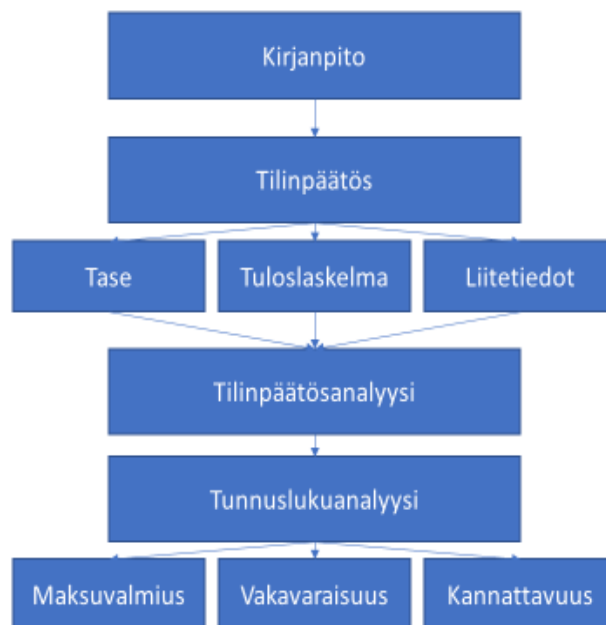 Kirjanpito
Tilinpäätös
Tase
Tuloslaskelma
Liitetiedot
Tilinpäätösanalyysi
Tunnuslukuanalyysi
Maksuvalmius
Vakavaraisuus
Kannattavuus